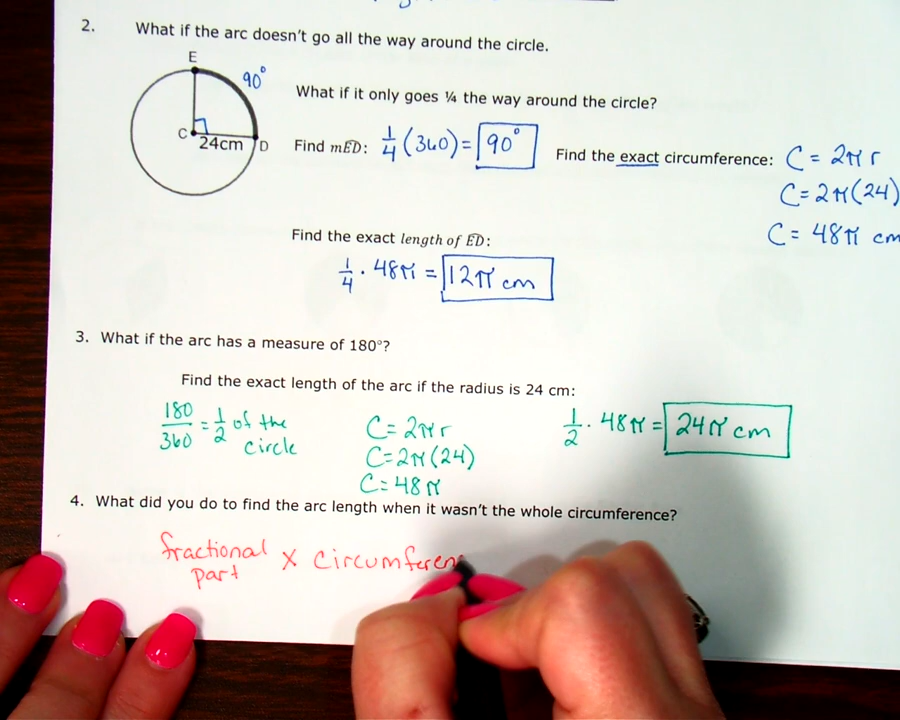 2. What if the arc doesn't go all the way around the circle.
E
90°
What if it only goes ¼ the way around the circle?
C
24cm
D
Find mED: 1/4 (360) = 90°
Find the exact circumference: C = 2πr
C = 2π(24)
C = 48π cm
Find the exact length of ED:
1/4 · 48π = 12π cm
3. What if the arc has a measure of 180°?
Find the exact length of the arc if the radius is 24 cm:
180/360 = 1/2 of the circle
C = 2πr
C = 2π(24)
C = 48π
1/2 · 48π = 24π cm
4. What did you do to find the arc length when it wasn't the whole circumference?
fractional part × circumferen